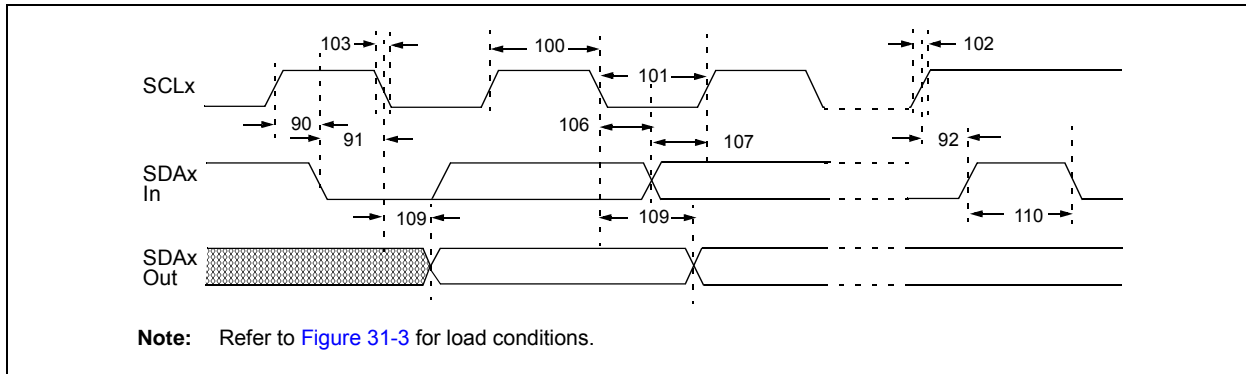 103
100
102
101
SCLx
90
91
106
107
92
SDAx
In
109
109
110
SDAx
Out
Note: Refer to Figure 31-3 for load conditions.